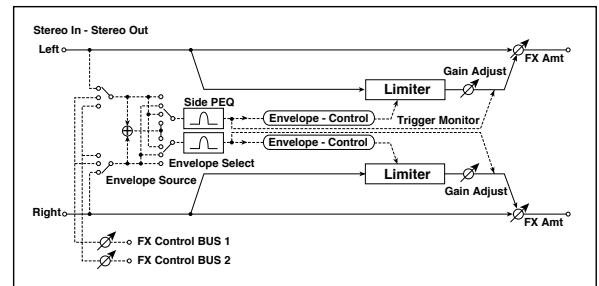 Stereo In - Stereo Out
Left
FX Amt
Gain Adjust
Limiter
Side PEQ
Envelope - Control
Trigger Monitor
Envelope - Control
Envelope Select
Envelope Source
Limiter
Gain Adjust
Right
FX Amt
FX Control BUS 1
FX Control BUS 2